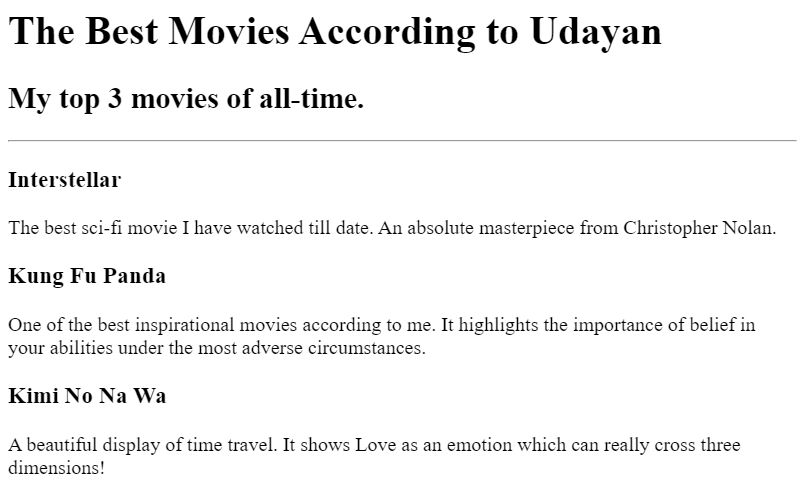 The Best Movies According to Udayan
My top 3 movies of all-time.
Interstellar
The best sci-fi movie I have watched till date. An absolute masterpiece from Christopher Nolan.
Kung Fu Panda
One of the best inspirational movies according to me. It highlights the importance of belief in
your abilities under the most adverse circumstances.
Kimi No Na Wa
A beautiful display of time travel. It shows Love as an emotion which can really cross three
dimensions!